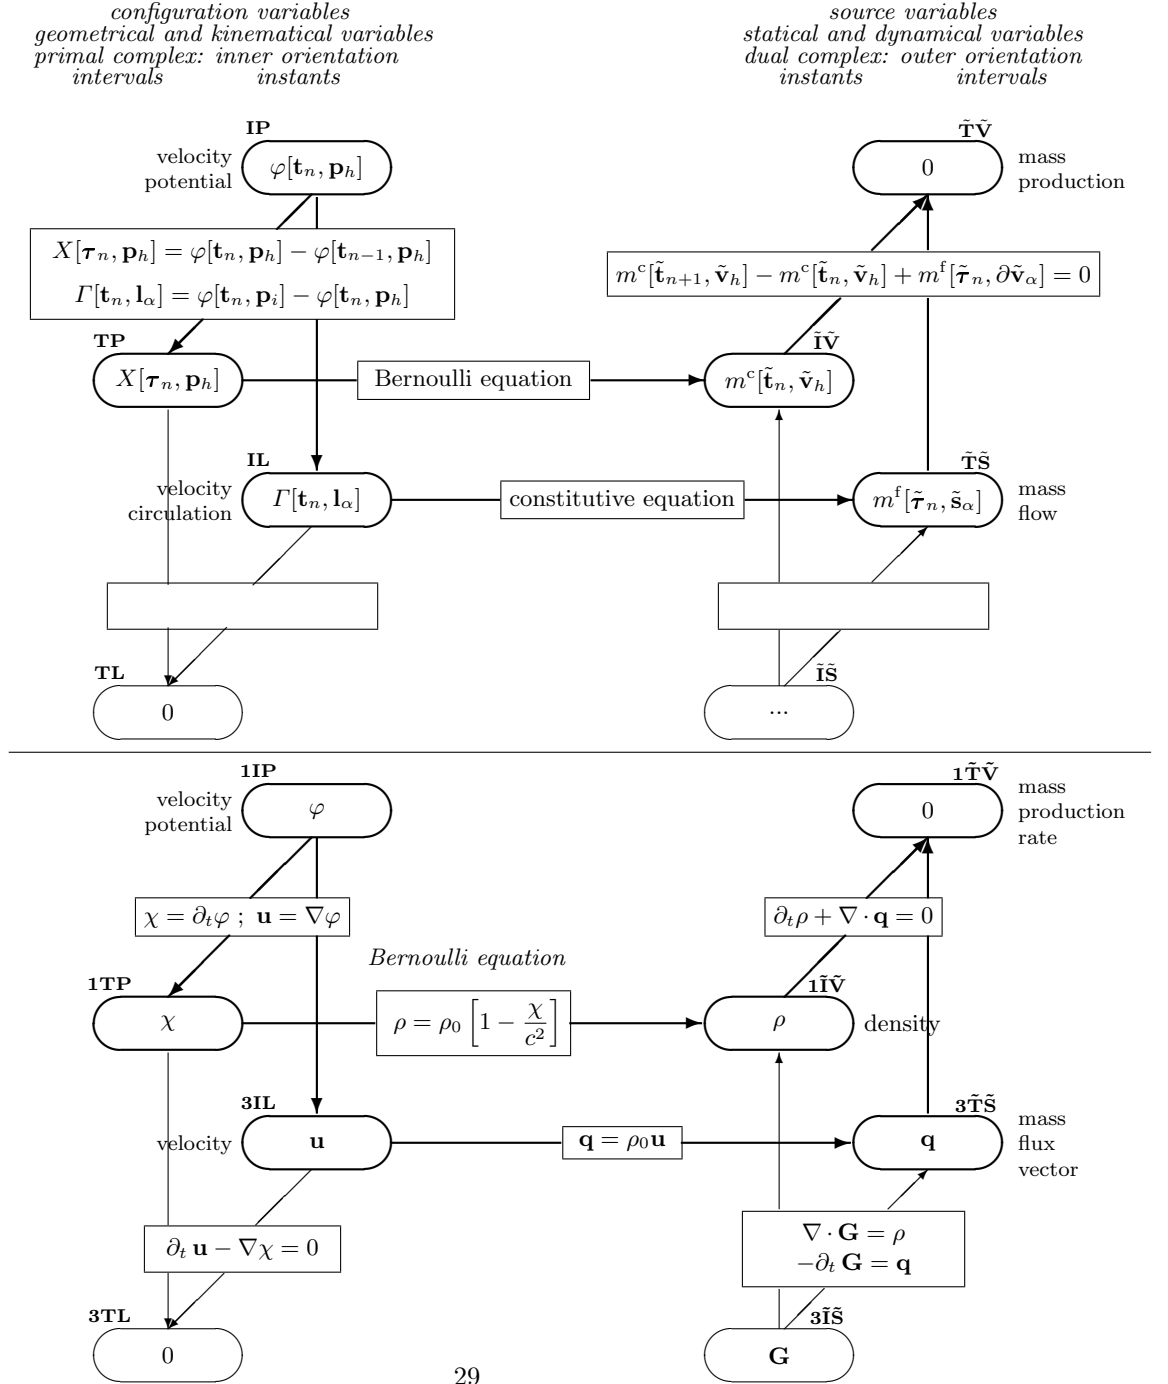 configuration variables
geometrical and kinematical variables
primal complex: inner orientation
intervals instants
source variables
statical and dynamical variables
dual complex: outer orientation
instants intervals
IP
velocity
potential
φ[t_n, p_h]
T̃Ṽ
0
mass
production
X[τ_n, p_h] = φ[t_n, p_h] − φ[t_{n−1}, p_h]
Γ[t_n, l_α] = φ[t_n, p_i] − φ[t_n, p_h]
m^c[t̃_{n+1}, ṽ_h] − m^c[t̃_n, ṽ_h] + m^f[τ̃_n, ∂ṽ_α] = 0
TP
X[τ_n, p_h]
Bernoulli equation
ĨṼ
m^c[t̃_n, ṽ_h]
IL
velocity
circulation
Γ[t_n, l_α]
constitutive equation
T̃S̃
m^f[τ̃_n, s̃_α]
mass
flow
TL
0
ĨS̃
...
1IP
velocity
potential
φ
1T̃Ṽ
0
mass
production
rate
χ = ∂_tφ ; u = ∇φ
∂_tρ + ∇ · q = 0
Bernoulli equation
1TP
χ
ρ = ρ_0 [1 − χ/c^2]
1ĨṼ
ρ
density
3IL
velocity
u
q = ρ_0 u
3T̃S̃
q
mass
flux
vector
∂_t u − ∇χ = 0
∇ · G = ρ
−∂_t G = q
3TL
0
3ĨS̃
G
29